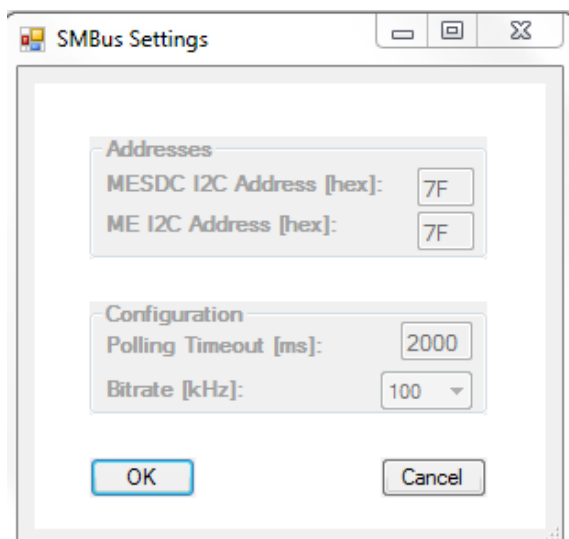 SMBus Settings
Addresses
MESDC I2C Address [hex]: 7F
ME I2C Address [hex]: 7F
Configuration
Polling Timeout [ms]: 2000
Bitrate [kHz]: 100
OK Cancel